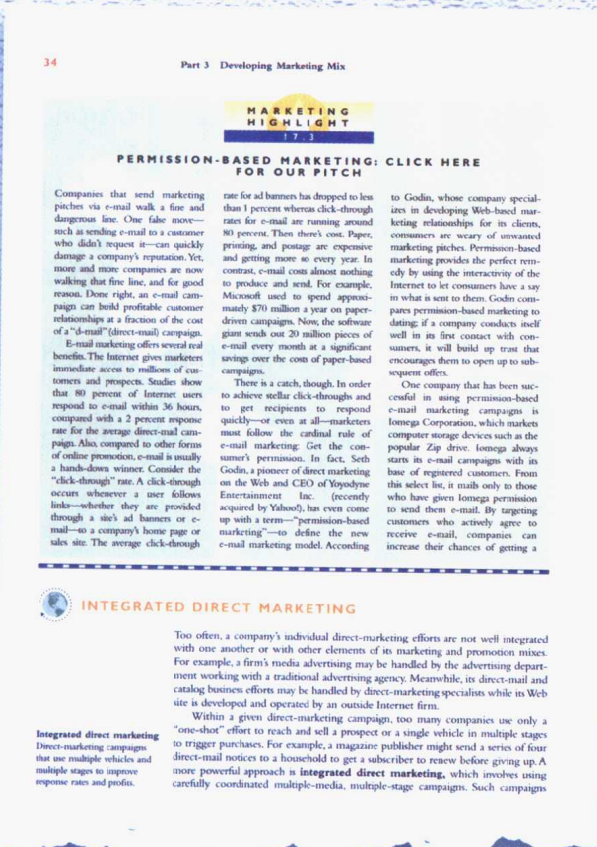 34
Part 3 Developing Marketing Mix
MARKETING
HIGHLIGHT
17.3
PERMISSION-BASED MARKETING: CLICK HERE
FOR OUR PITCH
Companies that send marketing
pitches via e-mail walk a fine and
dangerous line. One false move—
such as sending e-mail to a customer
who didn't request it—can quickly
damage a company's reputation. Yet,
more and more companies are now
walking that fine line, and for good
reason. Done right, an e-mail cam-
paign can build profitable customer
relationships at a fraction of the cost
of a "d-mail" (direct-mail) campaign.
E-mail marketing offers several real
benefits. The Internet gives marketers
immediate access to millions of cus-
tomers and prospects. Studies show
that 80 percent of Internet users
respond to e-mail within 36 hours,
compared with a 2 percent response
rate for the average direct-mail cam-
paign. Also, compared to other forms
of online promotion, e-mail is usually
a hands-down winner. Consider the
"click-through" rate. A click-through
occurs whenever a user follows
links—whether they are provided
through a site's ad banners or e-
mail—to a company's home page or
sales site. The average click-through
rate for ad banners has dropped to less
than 1 percent whereas click-through
rates for e-mail are running around
80 percent. Then there's cost. Paper,
printing, and postage are expensive
and getting more so every year. In
contrast, e-mail costs almost nothing
to produce and send. For example,
Microsoft used to spend approxi-
mately $70 million a year on paper-
driven campaigns. Now, the software
giant sends out 20 million pieces of
e-mail every month at a significant
savings over the costs of paper-based
campaigns.
There is a catch, though. In order
to achieve stellar click-throughs and
to get recipients to respond
quickly—or even at all—marketers
must follow the cardinal rule of
e-mail marketing: Get the con-
sumer's permission. In fact, Seth
Godin, a pioneer of direct marketing
on the Web and CEO of Yoyodyne
Entertainment Inc. (recently
acquired by Yahoo!), has even come
up with a term—"permission-based
marketing"—to define the new
e-mail marketing model. According
to Godin, whose company special-
izes in developing Web-based mar-
keting relationships for its clients,
consumers are weary of unwanted
marketing pitches. Permission-based
marketing provides the perfect rem-
edy by using the interactivity of the
Internet to let consumers have a say
in what is sent to them. Godin com-
pares permission-based marketing to
dating; if a company conducts itself
well in its first contact with con-
sumers, it will build up trust that
encourages them to open up to sub-
sequent offers.
One company that has been suc-
cessful in using permission-based
e-mail marketing campaigns is
Iomega Corporation, which markets
computer storage devices such as the
popular Zip drive. Iomega always
starts its e-mail campaigns with its
base of registered customers. From
this select list, it mails only to those
who have given Iomega permission
to send them e-mail. By targeting
customers who actively agree to
receive e-mail, companies can
increase their chances of getting a
INTEGRATED DIRECT MARKETING
Too often, a company's individual direct-marketing efforts are not well integrated
with one another or with other elements of its marketing and promotion mixes.
For example, a firm's media advertising may be handled by the advertising depart-
ment working with a traditional advertising agency. Meanwhile, its direct-mail and
catalog business efforts may be handled by direct-marketing specialists while its Web
site is developed and operated by an outside Internet firm.
Within a given direct-marketing campaign, too many companies use only a
"one-shot" effort to reach and sell a prospect or a single vehicle in multiple stages
to trigger purchases. For example, a magazine publisher might send a series of four
direct-mail notices to a household to get a subscriber to renew before giving up. A
more powerful approach is integrated direct marketing, which involves using
carefully coordinated multiple-media, multiple-stage campaigns. Such campaigns
Integrated direct marketing
Direct-marketing campaigns
that use multiple vehicles and
multiple stages to improve
response rates and profits.